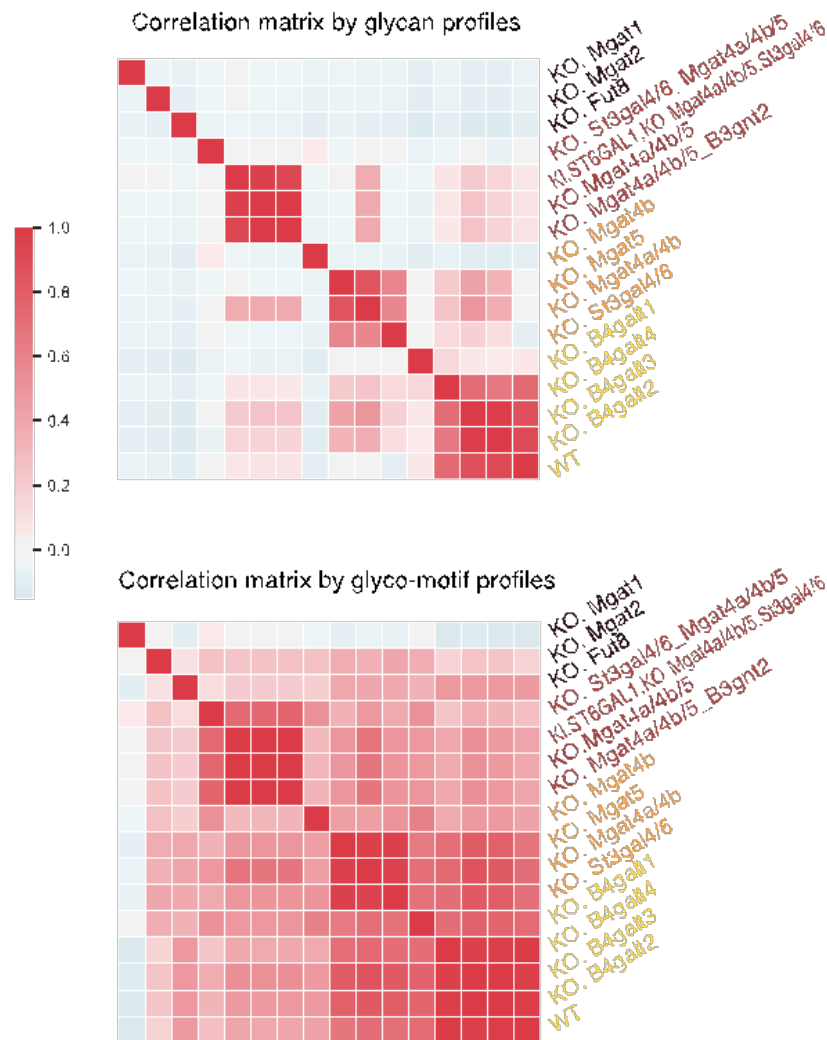 Correlation matrix by glycan profiles
KO. Mgat1
KO. Mgat2
KO. Fut8
KO. St3gal4/6. Mgat4a/4b/5
KI.ST6GAL1.KO Mgat4a/4b/5.St3gal4/6
KO.Mgat4a/4b/5
KO. Mgat4a/4b/5_B3gnt2
KO. Mgat4b
KO. Mgat5
KO. Mgat4a/4b
KO. St3gal4/6
KO. B4galt1
KO. B4galt4
KO. B4galt3
KO. B4galt2
WT
1.0
0.8
0.6
0.4
0.2
0.0
Correlation matrix by glyco-motif profiles
KO. Mgat1
KO. Mgat2
KO. Fut8
KO. St3gal4/6_Mgat4a/4b/5
KI.ST6GAL1.KO Mgat4a/4b/5.St3gal4/6
KO Mgat4a/4b/5
KO. Mgat4a/4b/5_B3gnt2
KO. Mgat4b
KO. Mgat5
KO. Mgat4a/4b
KO. St3gal4/6
KO. B4galt1
KO. B4galt4
KO. B4galt3
KO. B4galt2
WT